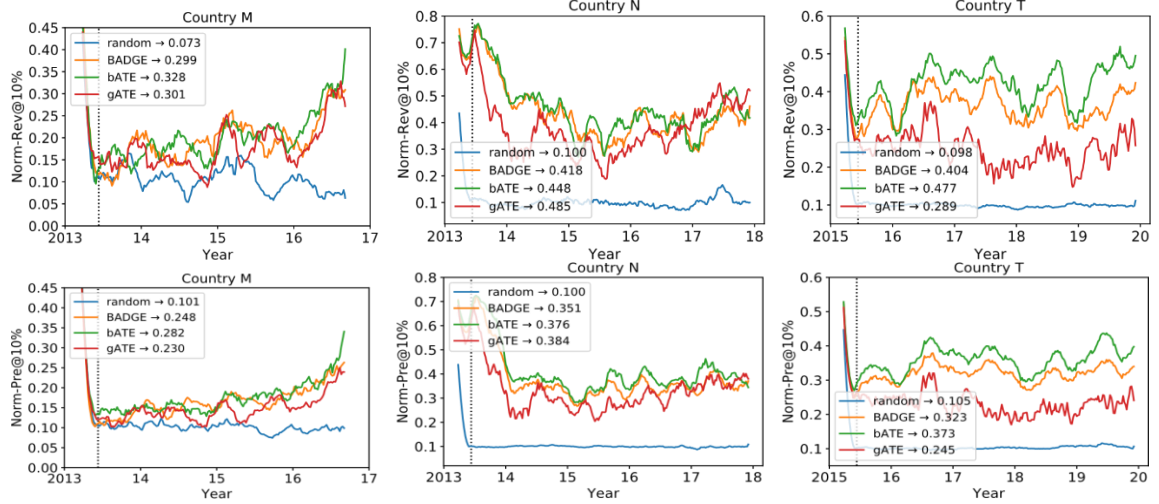 Country M
Norm-Rev@10%
0.45
0.40
0.35
0.30
0.25
0.20
0.15
0.10
0.05
0.00
random → 0.073
BADGE → 0.299
bATE → 0.328
gATE → 0.301
2013 14 15 16 17
Year
Country N
Norm-Rev@10%
0.8
0.7
0.6
0.5
0.4
0.3
0.2
0.1
random → 0.100
BADGE → 0.418
bATE → 0.448
gATE → 0.485
2013 14 15 16 17 18
Year
Country T
Norm-Rev@10%
0.6
0.5
0.4
0.3
0.2
0.1
random → 0.098
BADGE → 0.404
bATE → 0.477
gATE → 0.289
2015 16 17 18 19 20
Year
Country M
Norm-Pre@10%
0.45
0.40
0.35
0.30
0.25
0.20
0.15
0.10
0.05
0.00
random → 0.101
BADGE → 0.248
bATE → 0.282
gATE → 0.230
2013 14 15 16 17
Year
Country N
Norm-Pre@10%
0.8
0.7
0.6
0.5
0.4
0.3
0.2
0.1
random → 0.100
BADGE → 0.351
bATE → 0.376
gATE → 0.384
2013 14 15 16 17 18
Year
Country T
Norm-Pre@10%
0.6
0.5
0.4
0.3
0.2
0.1
random → 0.105
BADGE → 0.323
bATE → 0.373
gATE → 0.245
2015 16 17 18 19 20
Year